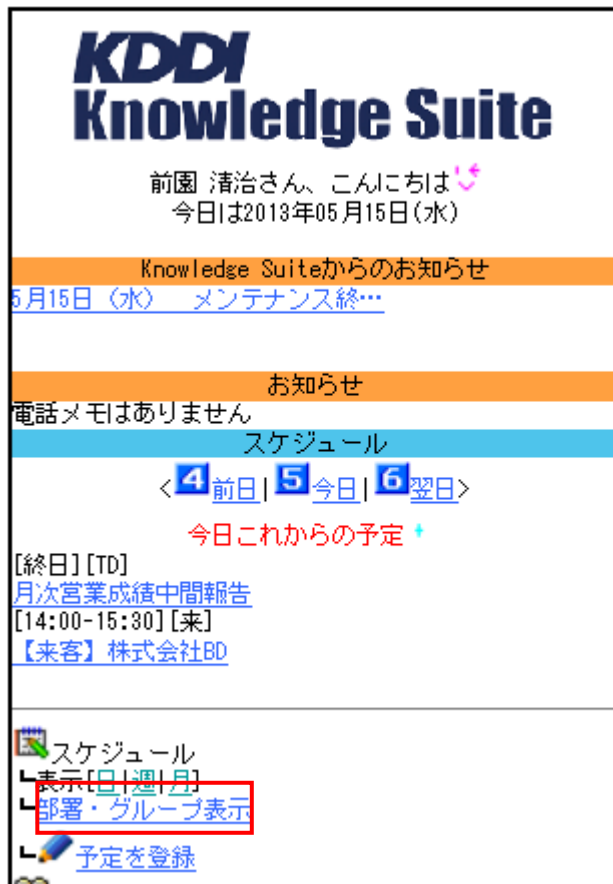 KDDI
Knowledge Suite
前園 清治さん、こんにちは
今日は2013年05月15日(水)
Knowledge Suiteからのお知らせ
5月15日（水） メンテナンス終…
お知らせ
電話メモはありません
スケジュール
<4前日|5今日|6翌日>
今日これからの予定
[終日][TD]
月次営業成績中間報告
[14:00-15:30][来]
【来客】株式会社BD
スケジュール
┗表示[日|週|月]
┗部署・グループ表示
┗予定を登録